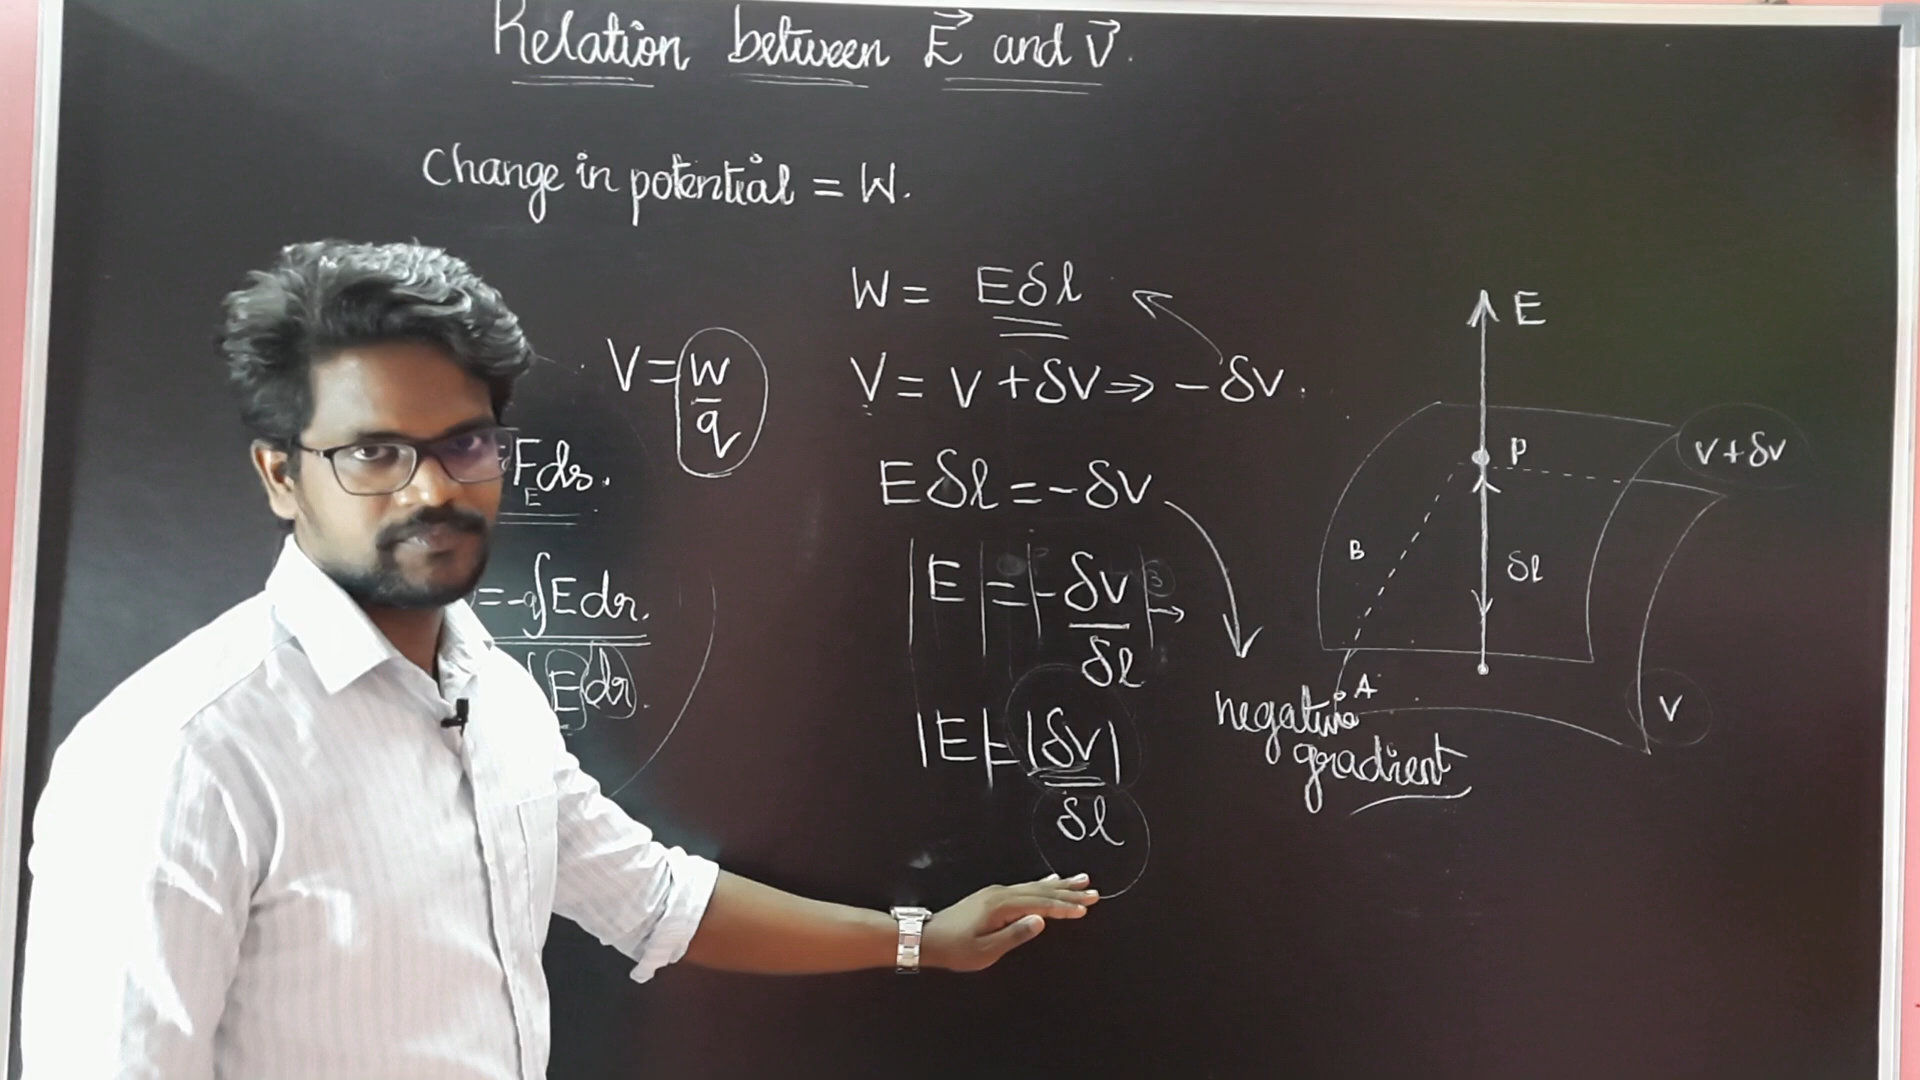 Relation between E⃗ and V⃗.
Change in potential = W.
W = Eδl
V = W/q
V = V + δV ⇒ - δV.
Fds.
E
Eδl = -δV
= -q∫Edr.
|E| = |-δV/δl| →
Edr.
|E| = |δV|/δl
negative
gradient
E
P
V + δV
B
δl
A
V